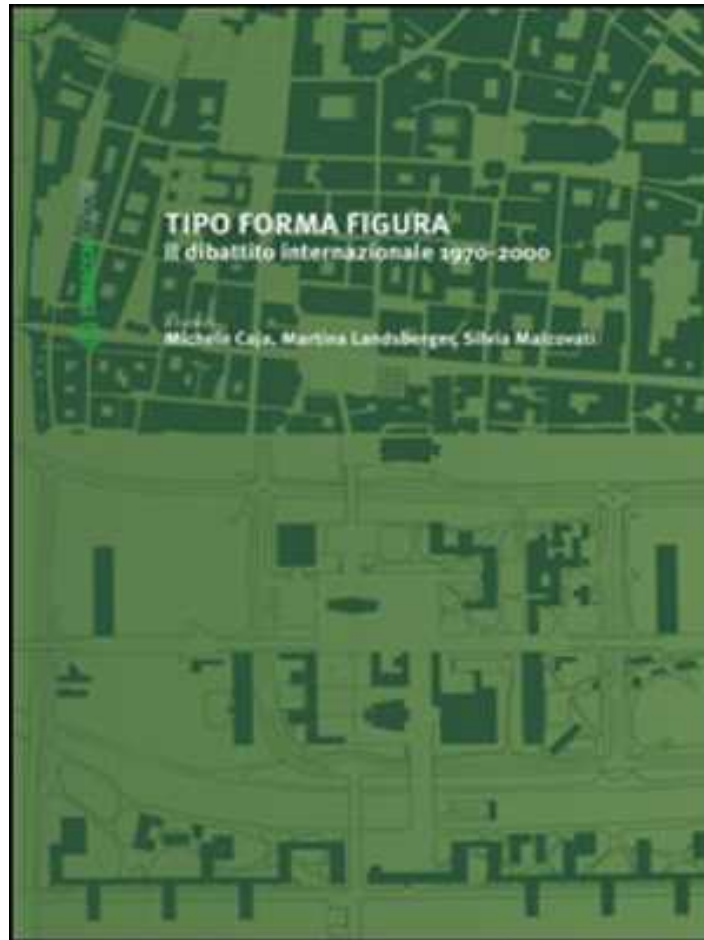 TIPO FORMA FIGURA
Il dibattito internazionale 1970-2000
Michele Caja, Martina Landsberger, Silvia Malcovati